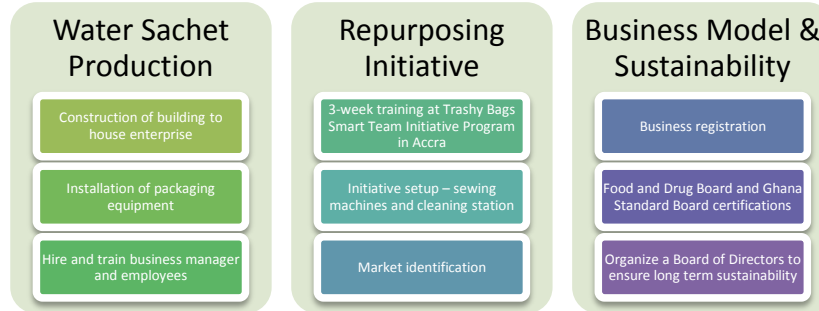 Water Sachet
Production
Construction of building to
house enterprise
Installation of packaging
equipment
Hire and train business manager
and employees
Repurposing
Initiative
3-week training at Trashy Bags
Smart Team Initiative Program
in Accra
Initiative setup – sewing
machines and cleaning station
Market identification
Business Model &
Sustainability
Business registration
Food and Drug Board and Ghana
Standard Board certifications
Organize a Board of Directors to
ensure long term sustainability